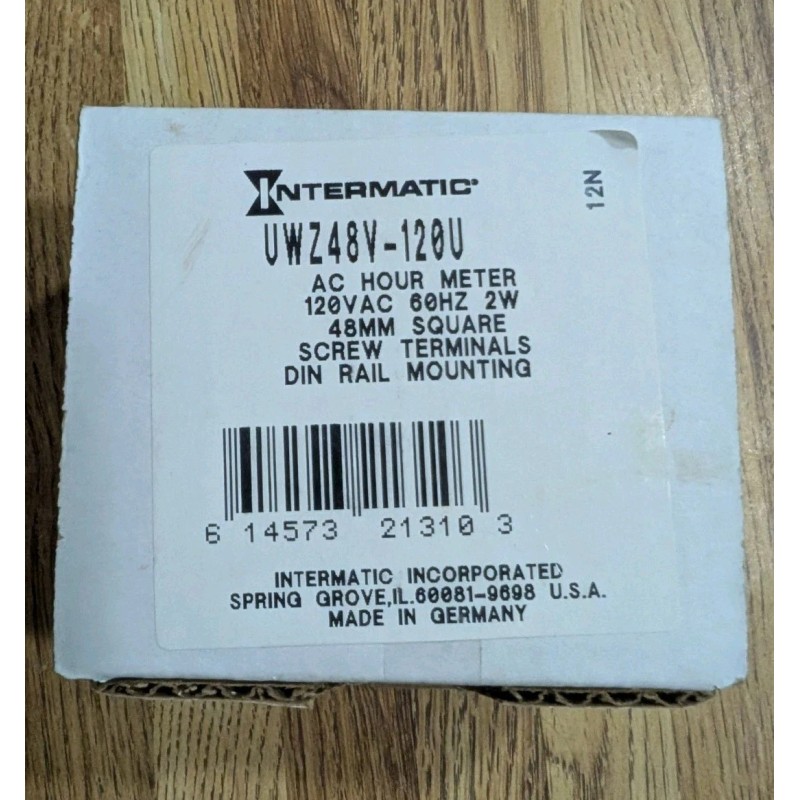 INTERMATIC®
12N
UWZ48V-120U
AC HOUR METER
120VAC 60HZ 2W
48MM SQUARE
SCREW TERMINALS
DIN RAIL MOUNTING
6 14573 21310 3
INTERMATIC INCORPORATED
SPRING GROVE,IL.60081-9698 U.S.A.
MADE IN GERMANY